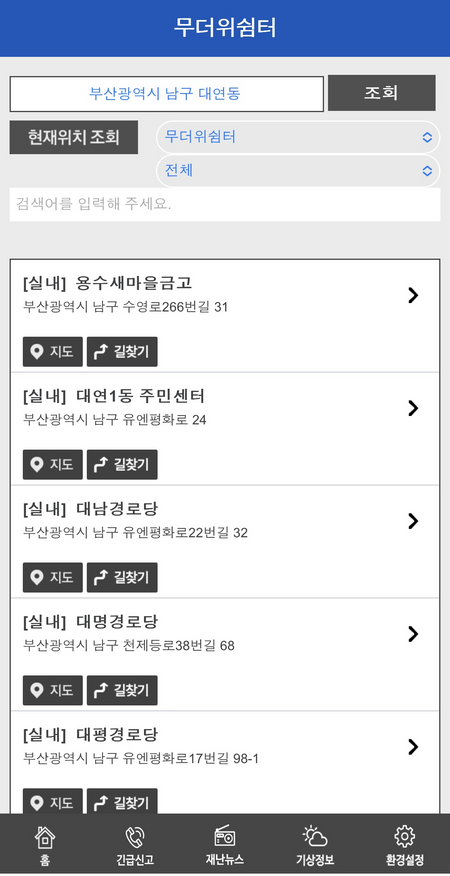 무더위쉼터
부산광역시 남구 대연동
조회
현재위치 조회
무더위쉼터
전체
검색어를 입력해 주세요.
[실내] 용수새마을금고
부산광역시 남구 수영로266번길 31
지도 길찾기
[실내] 대연1동 주민센터
부산광역시 남구 유엔평화로 24
지도 길찾기
[실내] 대남경로당
부산광역시 남구 유엔평화로22번길 32
지도 길찾기
[실내] 대명경로당
부산광역시 남구 천제등로38번길 68
지도 길찾기
[실내] 대평경로당
부산광역시 남구 유엔평화로17번길 98-1
지도 길찾기
홈 긴급신고 재난뉴스 기상정보 환경설정